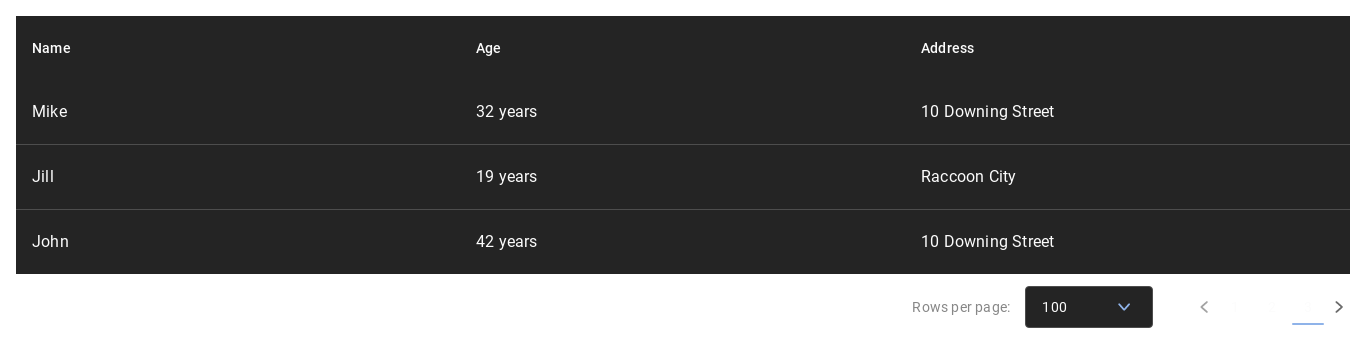 Name Age Address
Mike 32 years 10 Downing Street
Jill 19 years Raccoon City
John 42 years 10 Downing Street
Rows per page: 100